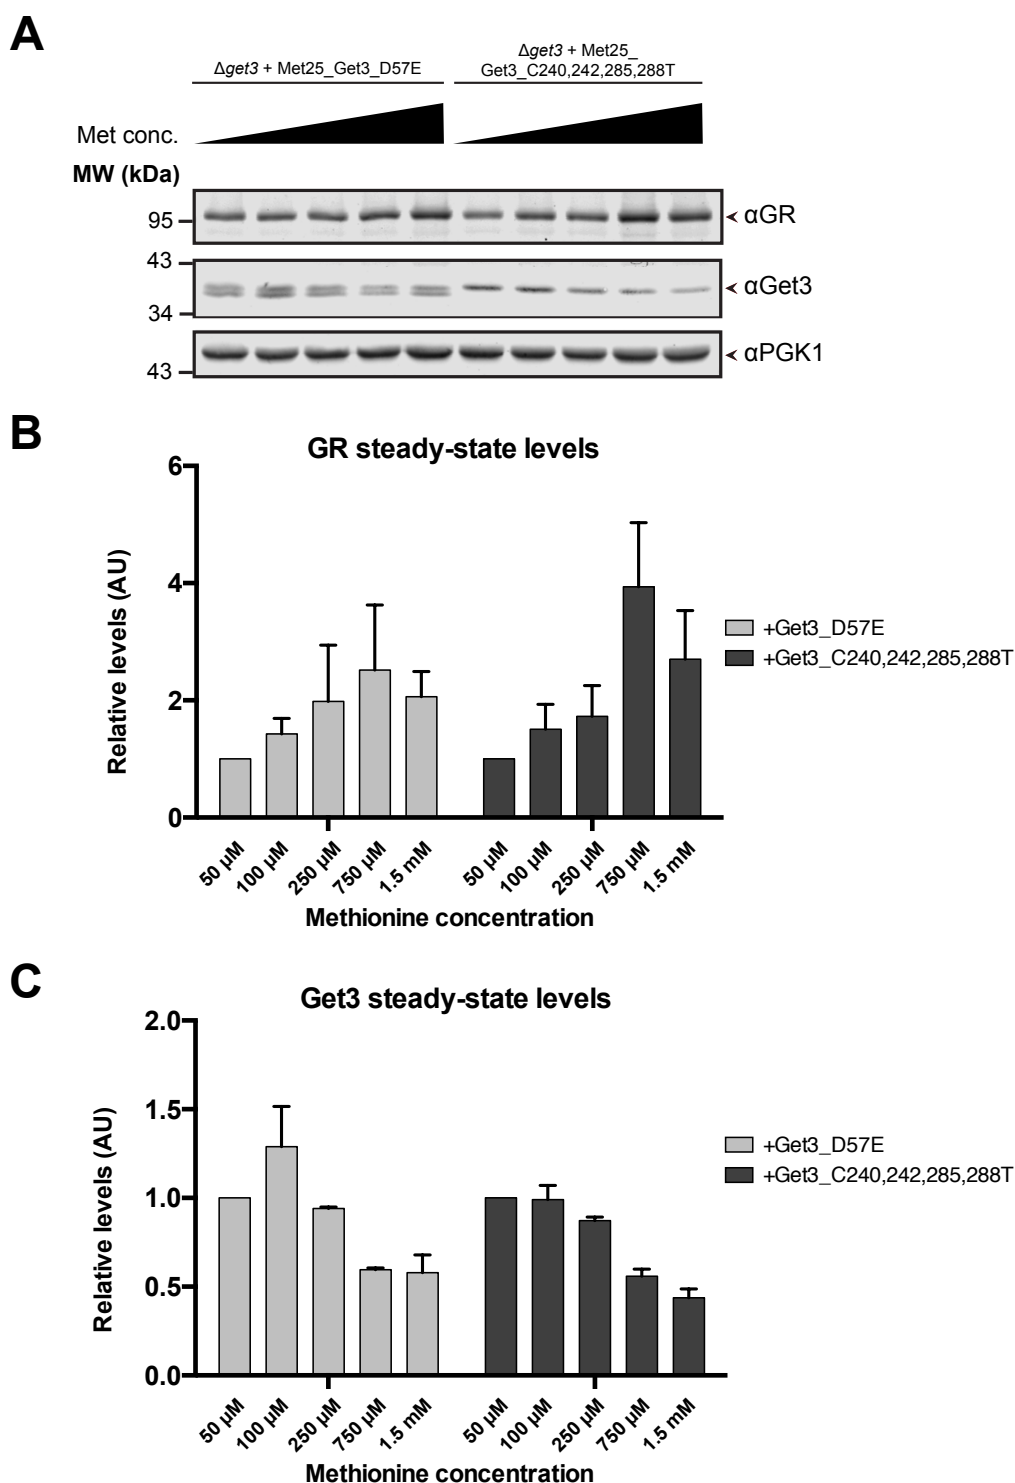 A
Δget3 + Met25_Get3_D57E
Δget3 + Met25_
Get3_C240,242,285,288T
Met conc.
MW (kDa)
95
αGR
43
αGet3
34
αPGK1
43
B
GR steady-state levels
6
4
2
0
Relative levels (AU)
50 µM
100 µM
250 µM
750 µM
1.5 mM
50 µM
100 µM
250 µM
750 µM
1.5 mM
Methionine concentration
+Get3_D57E
+Get3_C240,242,285,288T
C
Get3 steady-state levels
2.0
1.5
1.0
0.5
0.0
Relative levels (AU)
50 µM
100 µM
250 µM
750 µM
1.5 mM
50 µM
100 µM
250 µM
750 µM
1.5 mM
Methionine concentration
+Get3_D57E
+Get3_C240,242,285,288T